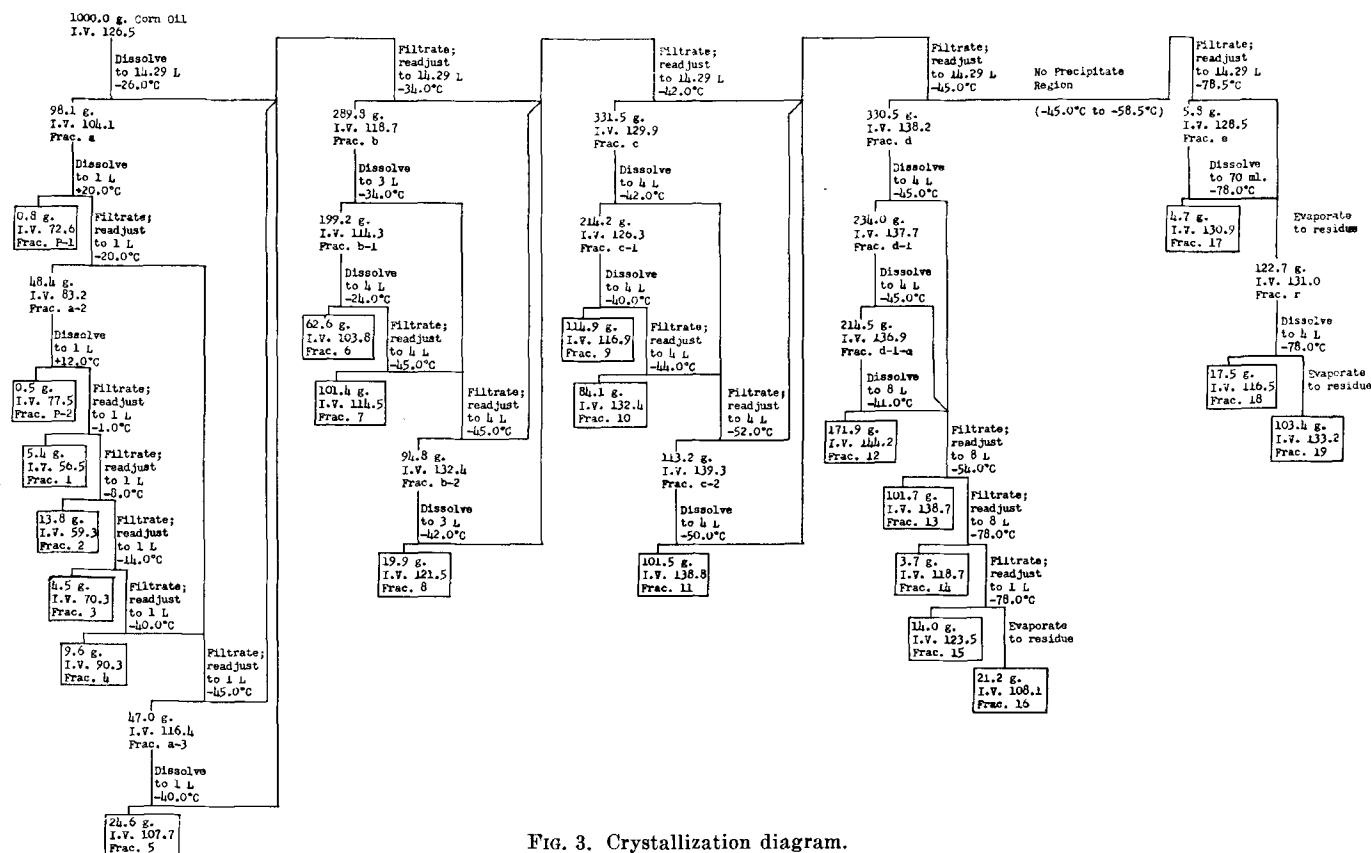 1000.0 g. Corn Oil
I.V. 126.5
Dissolve
to 14.29 L
-26.0°C
98.1 g.
I.V. 104.1
Frac. a
Dissolve
to 1 L
+20.0°C
0.8 g.
I.V. 72.6
Frac. P-1
Filtrate;
readjust
to 1 L
-20.0°C
48.4 g.
I.V. 83.2
Frac. a-2
Dissolve
to 1 L
+12.0°C
0.5 g.
I.V. 77.5
Frac. P-2
Filtrate;
readjust
to 1 L
-1.0°C
5.4 g.
I.V. 56.5
Frac. 1
Filtrate;
readjust
to 1 L
-8.0°C
13.8 g.
I.V. 59.3
Frac. 2
Filtrate;
readjust
to 1 L
-14.0°C
4.5 g.
I.V. 70.3
Frac. 3
Filtrate;
readjust
to 1 L
-40.0°C
9.6 g.
I.V. 90.3
Frac. 4
Filtrate;
readjust
to 1 L
-45.0°C
47.0 g.
I.V. 116.4
Frac. a-3
Dissolve
to 1 L
-40.0°C
24.6 g.
I.V. 107.7
Frac. 5
Filtrate;
readjust
to 14.29 L
-34.0°C
289.8 g.
I.V. 118.7
Frac. b
Dissolve
to 3 L
-34.0°C
199.2 g.
I.V. 114.3
Frac. b-1
Dissolve
to 4 L
-24.0°C
62.6 g.
I.V. 103.8
Frac. 6
Filtrate;
readjust
to 4 L
-45.0°C
101.4 g.
I.V. 114.5
Frac. 7
Filtrate;
readjust
to 4 L
-45.0°C
94.8 g.
I.V. 132.4
Frac. b-2
Dissolve
to 3 L
-42.0°C
19.9 g.
I.V. 121.5
Frac. 8
Filtrate;
readjust
to 14.29 L
-42.0°C
331.5 g.
I.V. 129.9
Frac. c
Dissolve
to 4 L
-42.0°C
214.2 g.
I.V. 126.3
Frac. c-1
Dissolve
to 4 L
-40.0°C
114.9 g.
I.V. 116.9
Frac. 9
Filtrate;
readjust
to 4 L
-44.0°C
84.1 g.
I.V. 132.4
Frac. 10
Filtrate;
readjust
to 4 L
-52.0°C
113.2 g.
I.V. 139.3
Frac. c-2
Dissolve
to 4 L
-50.0°C
101.5 g.
I.V. 138.8
Frac. 11
Filtrate;
readjust
to 14.29 L
-45.0°C
330.5 g.
I.V. 138.2
Frac. d
Dissolve
to 4 L
-45.0°C
234.0 g.
I.V. 137.7
Frac. d-1
Dissolve
to 4 L
-45.0°C
214.5 g.
I.V. 136.9
Frac. d-1-a
Dissolve
to 8 L
-41.0°C
171.9 g.
I.V. 144.2
Frac. 12
Filtrate;
readjust
to 8 L
-54.0°C
101.7 g.
I.V. 138.7
Frac. 13
Filtrate;
readjust
to 8 L
-78.0°C
3.7 g.
I.V. 118.7
Frac. 14
Filtrate;
readjust
to 1 L
-78.0°C
14.0 g.
I.V. 123.5
Frac. 15
Evaporate
to residue
21.2 g.
I.V. 108.1
Frac. 16
No Precipitate
Region
(-45.0°C to -58.5°C)
Filtrate;
readjust
to 14.29 L
-78.5°C
5.8 g.
I.V. 128.5
Frac. e
Dissolve
to 70 ml.
-78.0°C
4.7 g.
I.V. 130.9
Frac. 17
Evaporate
to residue
122.7 g.
I.V. 131.0
Frac. r
Dissolve
to 4 L
-78.0°C
17.5 g.
I.V. 116.5
Frac. 18
Evaporate
to residue
103.4 g.
I.V. 133.2
Frac. 19
FIG. 3. Crystallization diagram.